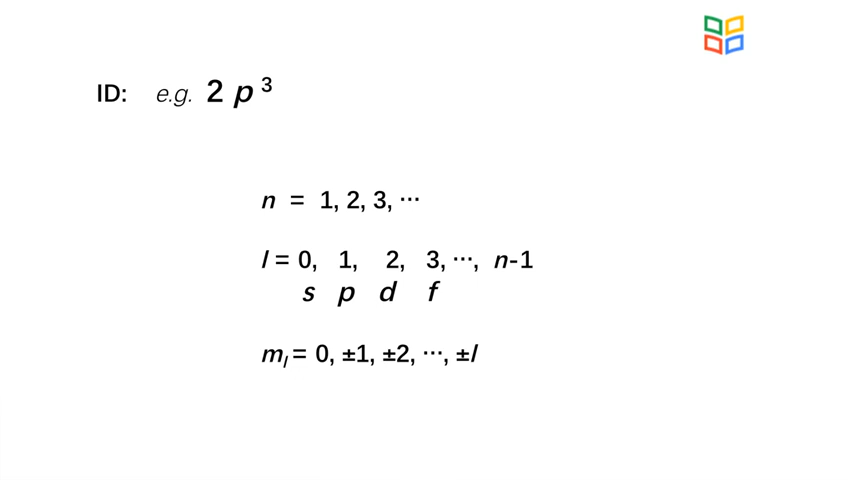 ID: e.g. 2 p ³
n = 1, 2, 3, ⋯
l = 0, 1, 2, 3, ⋯, n-1
s p d f
mₗ = 0, ±1, ±2, ⋯, ±l